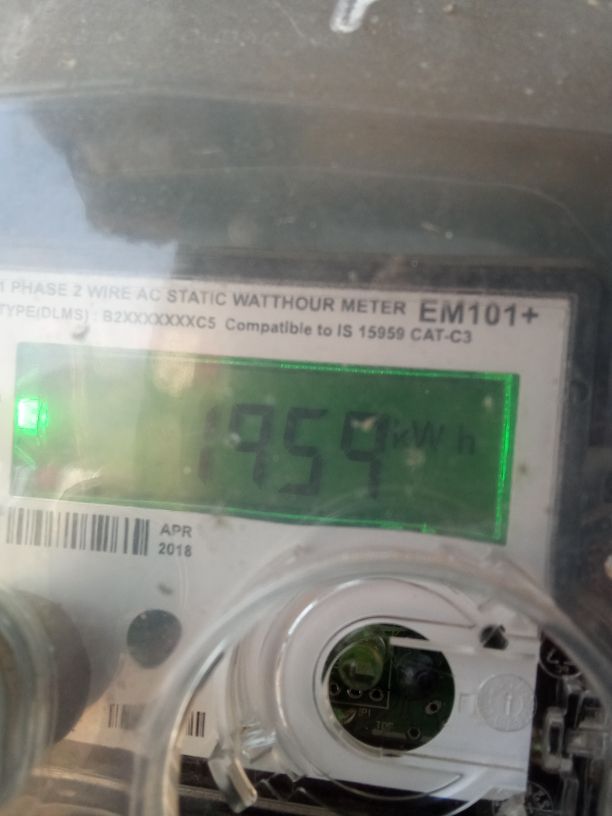 1 PHASE 2 WIRE AC STATIC WATTHOUR METER EM101+
TYPE(DLMS) : B2XXXXXXXC5 Compatible to IS 15959 CAT-C3
1959 kWh
APR
2018